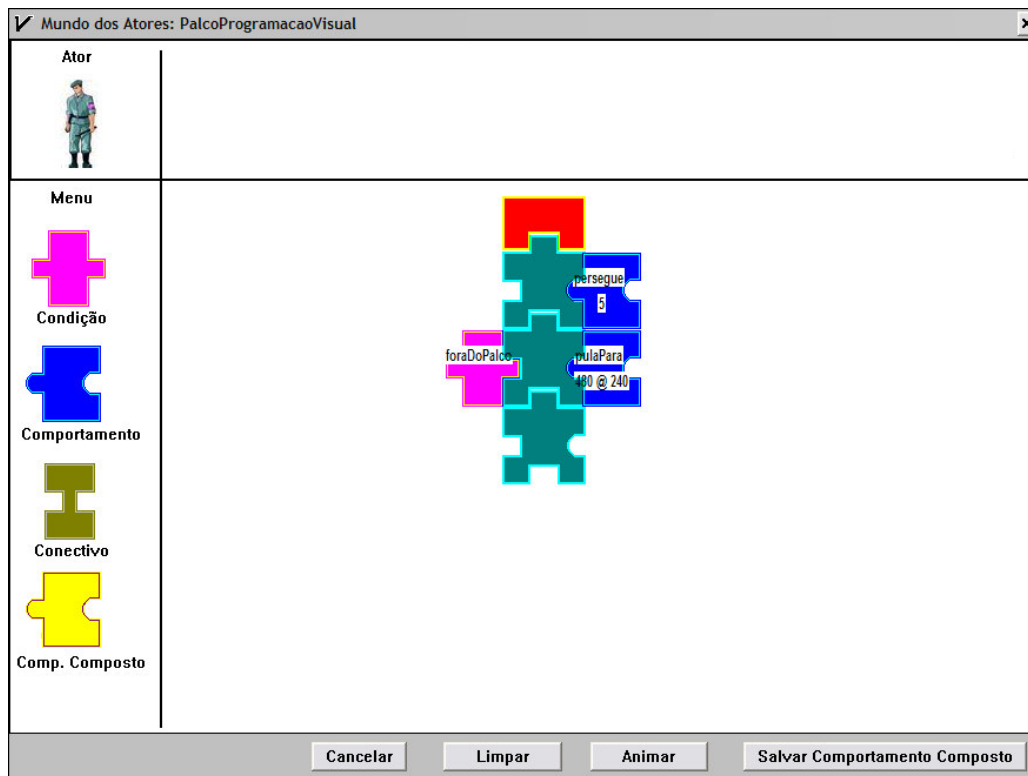 Mundo dos Atores: PalcoProgramacaoVisual
Ator
Menu
Condição
Comportamento
Conectivo
Comp. Composto
persegue
5
foraDoPalco
pulaPara
480 @ 240
Cancelar
Limpar
Animar
Salvar Comportamento Composto